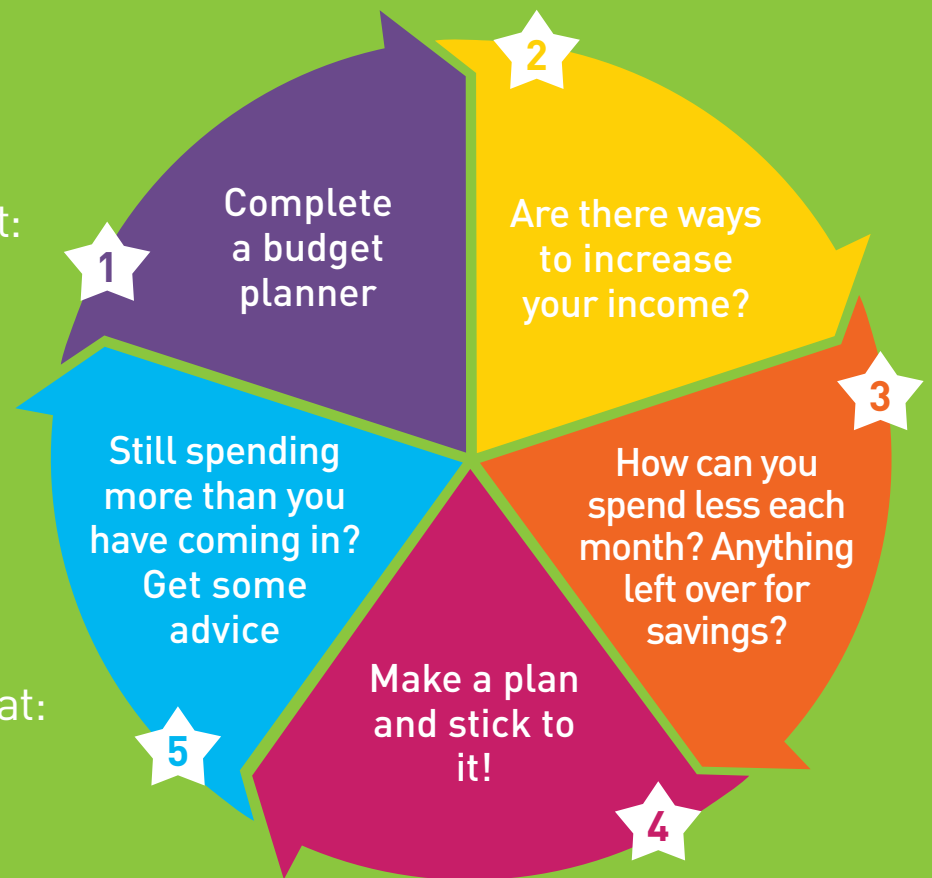 t:
at:
1
Complete
a budget
planner
2
Are there ways
to increase
your income?
3
How can you
spend less each
month? Anything
left over for
savings?
4
Make a plan
and stick to
it!
5
Still spending
more than you
have coming in?
Get some
advice